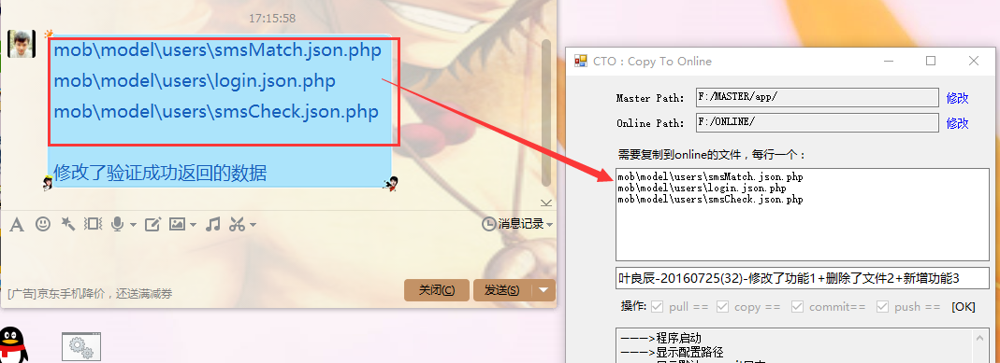 17:15:58
mob\model\users\smsMatch.json.php
mob\model\users\login.json.php
mob\model\users\smsCheck.json.php
修改了验证成功返回的数据
消息记录
[广告]京东手机降价，还送满减券
关闭(C)
发送(S)
CTO : Copy To Online
Master Path: F:/MASTER/app/ 修改
Online Path: F:/ONLINE/ 修改
需要复制到online的文件，每行一个：
mob\model\users\smsMatch.json.php
mob\model\users\login.json.php
mob\model\users\smsCheck.json.php
叶良辰-20160725(32)-修改了功能1+删除了文件2+新增功能3
操作: pull == copy == commit== push == [OK]
———>程序启动
———>显示配置路径